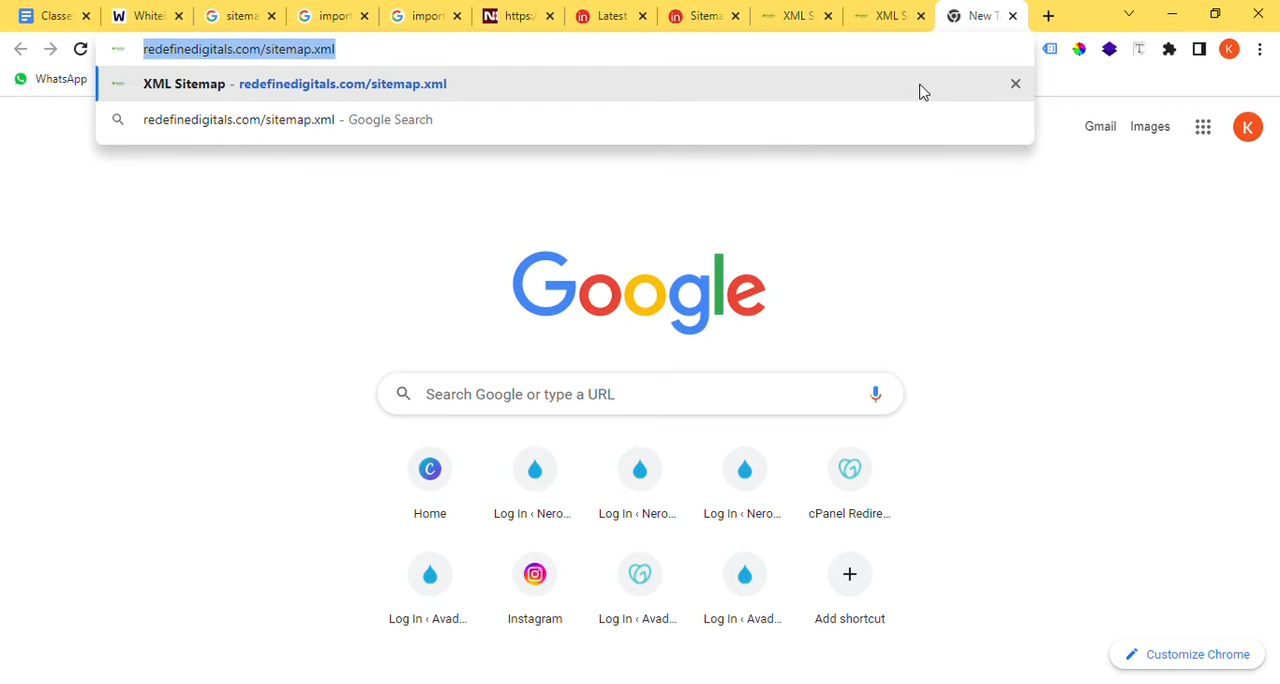 Classe
White
sitema
import
import
https:/
Latest
Sitema
XML S
XML S
New T
redefinedigitals.com/sitemap.xml
K
WhatsApp
XML Sitemap - redefinedigitals.com/sitemap.xml
redefinedigitals.com/sitemap.xml - Google Search
Gmail Images
K
Google
Search Google or type a URL
Home
Log In ‹ Nero...
Log In ‹ Nero...
Log In ‹ Nero...
cPanel Redire...
Log In ‹ Avad...
Instagram
Log In ‹ Avad...
Log In ‹ Avad...
Add shortcut
Customize Chrome